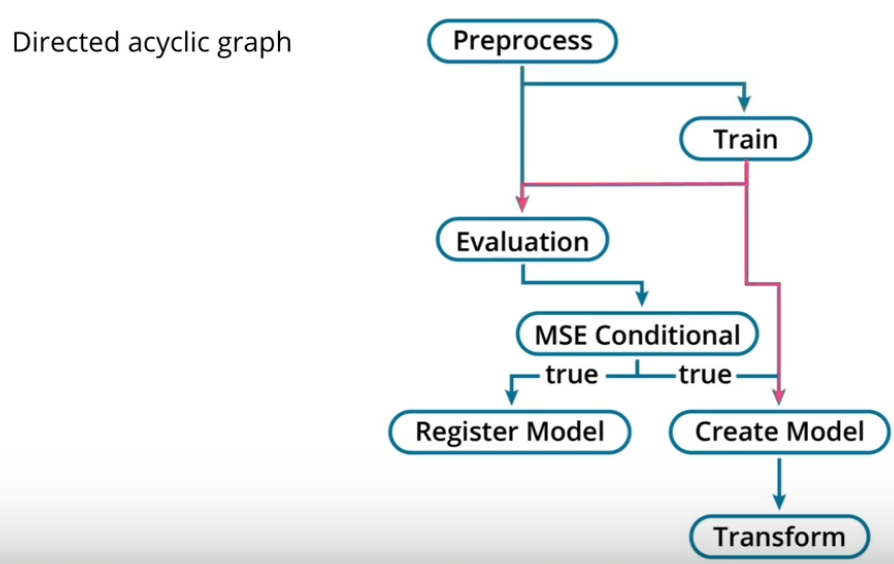 Directed acyclic graph
Preprocess
Train
Evaluation
MSE Conditional
true
true
Register Model
Create Model
Transform